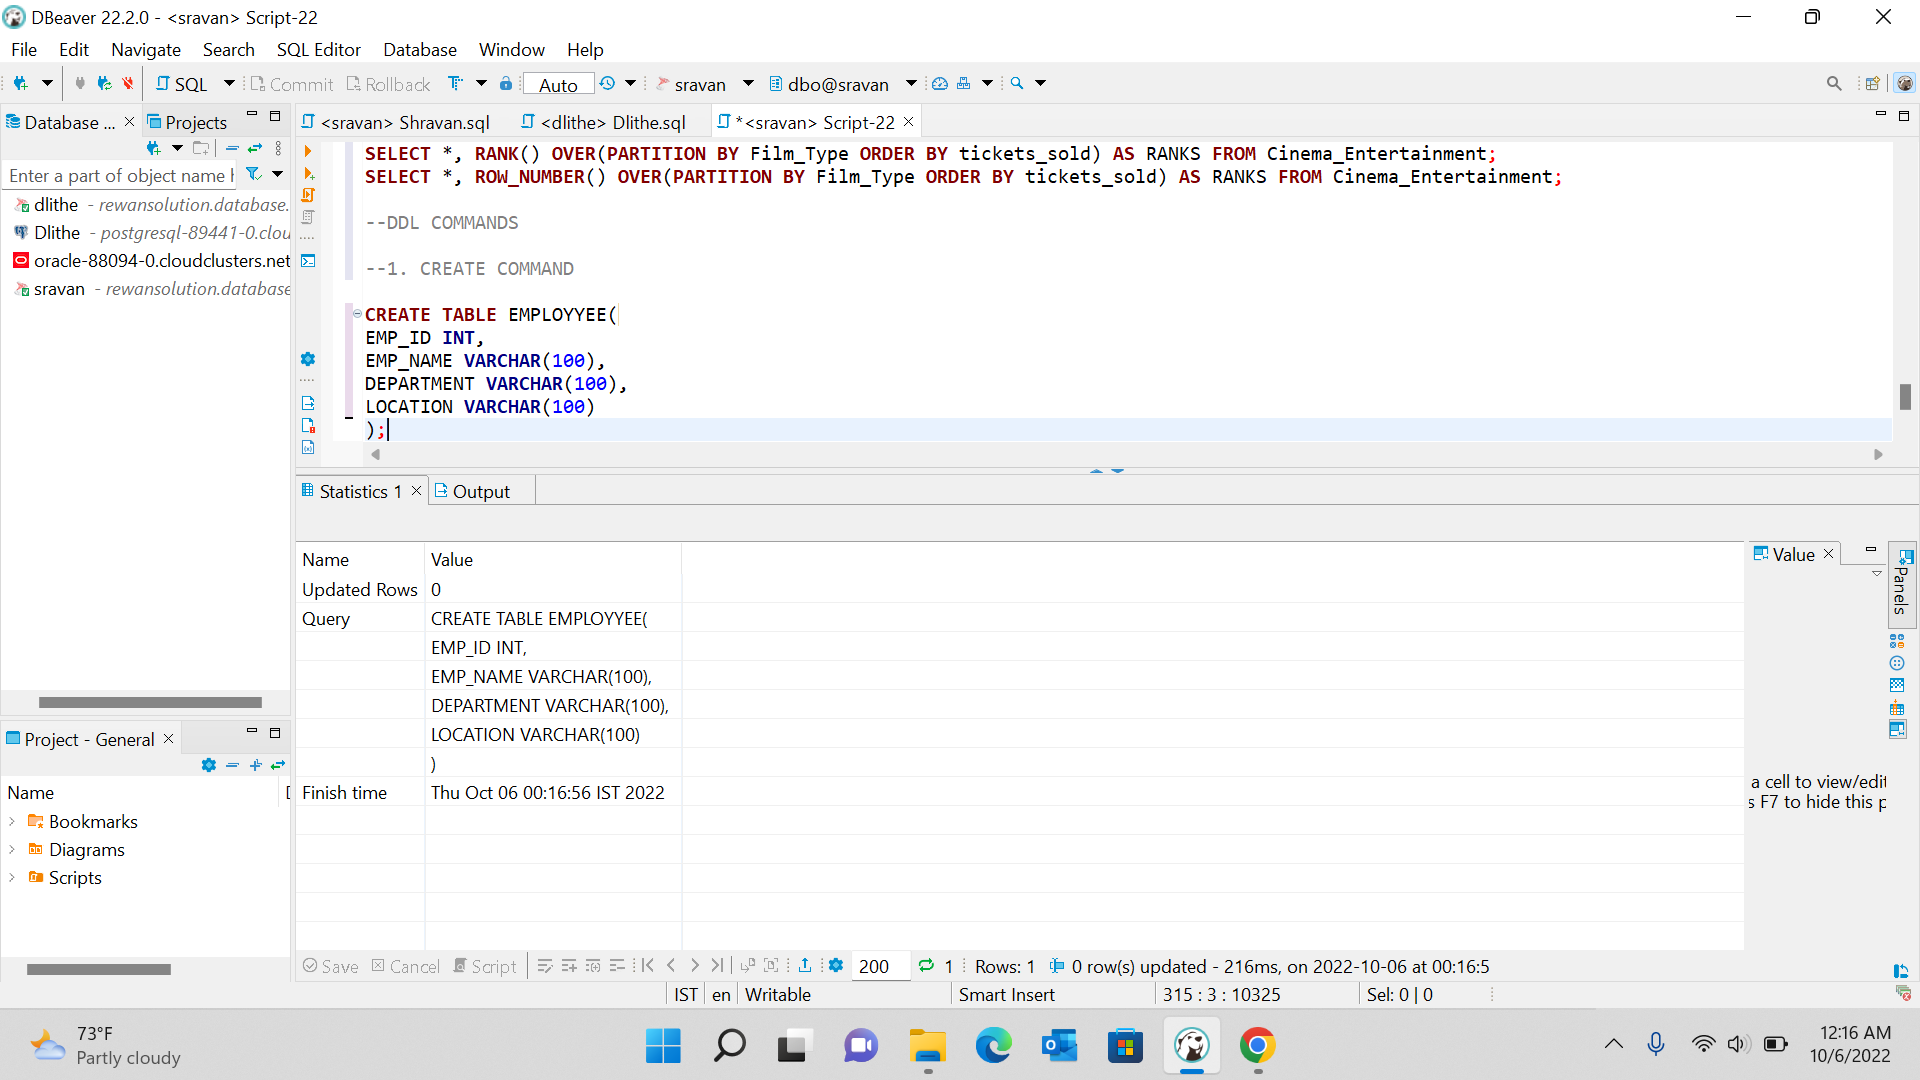 DBeaver 22.2.0 - <sravan> Script-22
File Edit Navigate Search SQL Editor Database Window Help
SQL Commit Rollback Auto sravan dbo@sravan
Database ... Projects
<sravan> Shravan.sql <dlithe> Dlithe.sql *<sravan> Script-22
Enter a part of object name h
dlithe - rewansolution.database.
Dlithe - postgresql-89441-0.clou
oracle-88094-0.cloudclusters.net
sravan - rewansolution.database
SELECT *, RANK() OVER(PARTITION BY Film_Type ORDER BY tickets_sold) AS RANKS FROM Cinema_Entertainment;
SELECT *, ROW_NUMBER() OVER(PARTITION BY Film_Type ORDER BY tickets_sold) AS RANKS FROM Cinema_Entertainment;
--DDL COMMANDS
--1. CREATE COMMAND
CREATE TABLE EMPLOYYEE(
EMP_ID INT,
EMP_NAME VARCHAR(100),
DEPARTMENT VARCHAR(100),
LOCATION VARCHAR(100)
);
Statistics 1 Output
Name Value
Updated Rows 0
Query CREATE TABLE EMPLOYYEE(
EMP_ID INT,
EMP_NAME VARCHAR(100),
DEPARTMENT VARCHAR(100),
LOCATION VARCHAR(100)
)
Finish time Thu Oct 06 00:16:56 IST 2022
Value
Panels
a cell to view/edit
s F7 to hide this p
Project - General
Name
Bookmarks
Diagrams
Scripts
Save Cancel Script 200 1 Rows: 1 0 row(s) updated - 216ms, on 2022-10-06 at 00:16:5
IST en Writable Smart Insert 315 : 3 : 10325 Sel: 0 | 0
73°F
Partly cloudy
12:16 AM
10/6/2022